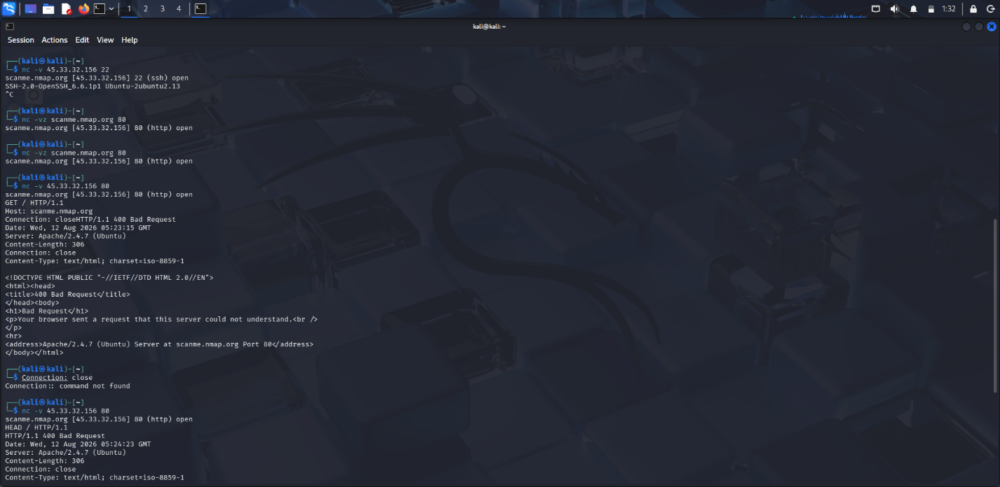 1 2 3 4 1:32
kali@kali: ~
Session Actions Edit View Help
┌──(kali㉿kali)-[~]
└─$ nc -v 45.33.32.156 22
scanme.nmap.org [45.33.32.156] 22 (ssh) open
SSH-2.0-OpenSSH_6.6.1p1 Ubuntu-2ubuntu2.13
^C
┌──(kali㉿kali)-[~]
└─$ nc -vz scanme.nmap.org 80
scanme.nmap.org [45.33.32.156] 80 (http) open
┌──(kali㉿kali)-[~]
└─$ nc -vz scanme.nmap.org 80
scanme.nmap.org [45.33.32.156] 80 (http) open
┌──(kali㉿kali)-[~]
└─$ nc -v 45.33.32.156 80
scanme.nmap.org [45.33.32.156] 80 (http) open
GET / HTTP/1.1
Host: scanme.nmap.org
Connection: closeHTTP/1.1 400 Bad Request
Date: Wed, 12 Aug 2026 05:23:15 GMT
Server: Apache/2.4.7 (Ubuntu)
Content-Length: 306
Connection: close
Content-Type: text/html; charset=iso-8859-1
<!DOCTYPE HTML PUBLIC "-//IETF//DTD HTML 2.0//EN">
<html><head>
<title>400 Bad Request</title>
</head><body>
<h1>Bad Request</h1>
<p>Your browser sent a request that this server could not understand.<br />
</p>
<hr>
<address>Apache/2.4.7 (Ubuntu) Server at scanme.nmap.org Port 80</address>
</body></html>
┌──(kali㉿kali)-[~]
└─$ Connection: close
Connection:: command not found
┌──(kali㉿kali)-[~]
└─$ nc -v 45.33.32.156 80
scanme.nmap.org [45.33.32.156] 80 (http) open
HEAD / HTTP/1.1
HTTP/1.1 400 Bad Request
Date: Wed, 12 Aug 2026 05:24:23 GMT
Server: Apache/2.4.7 (Ubuntu)
Content-Length: 306
Connection: close
Content-Type: text/html; charset=iso-8859-1